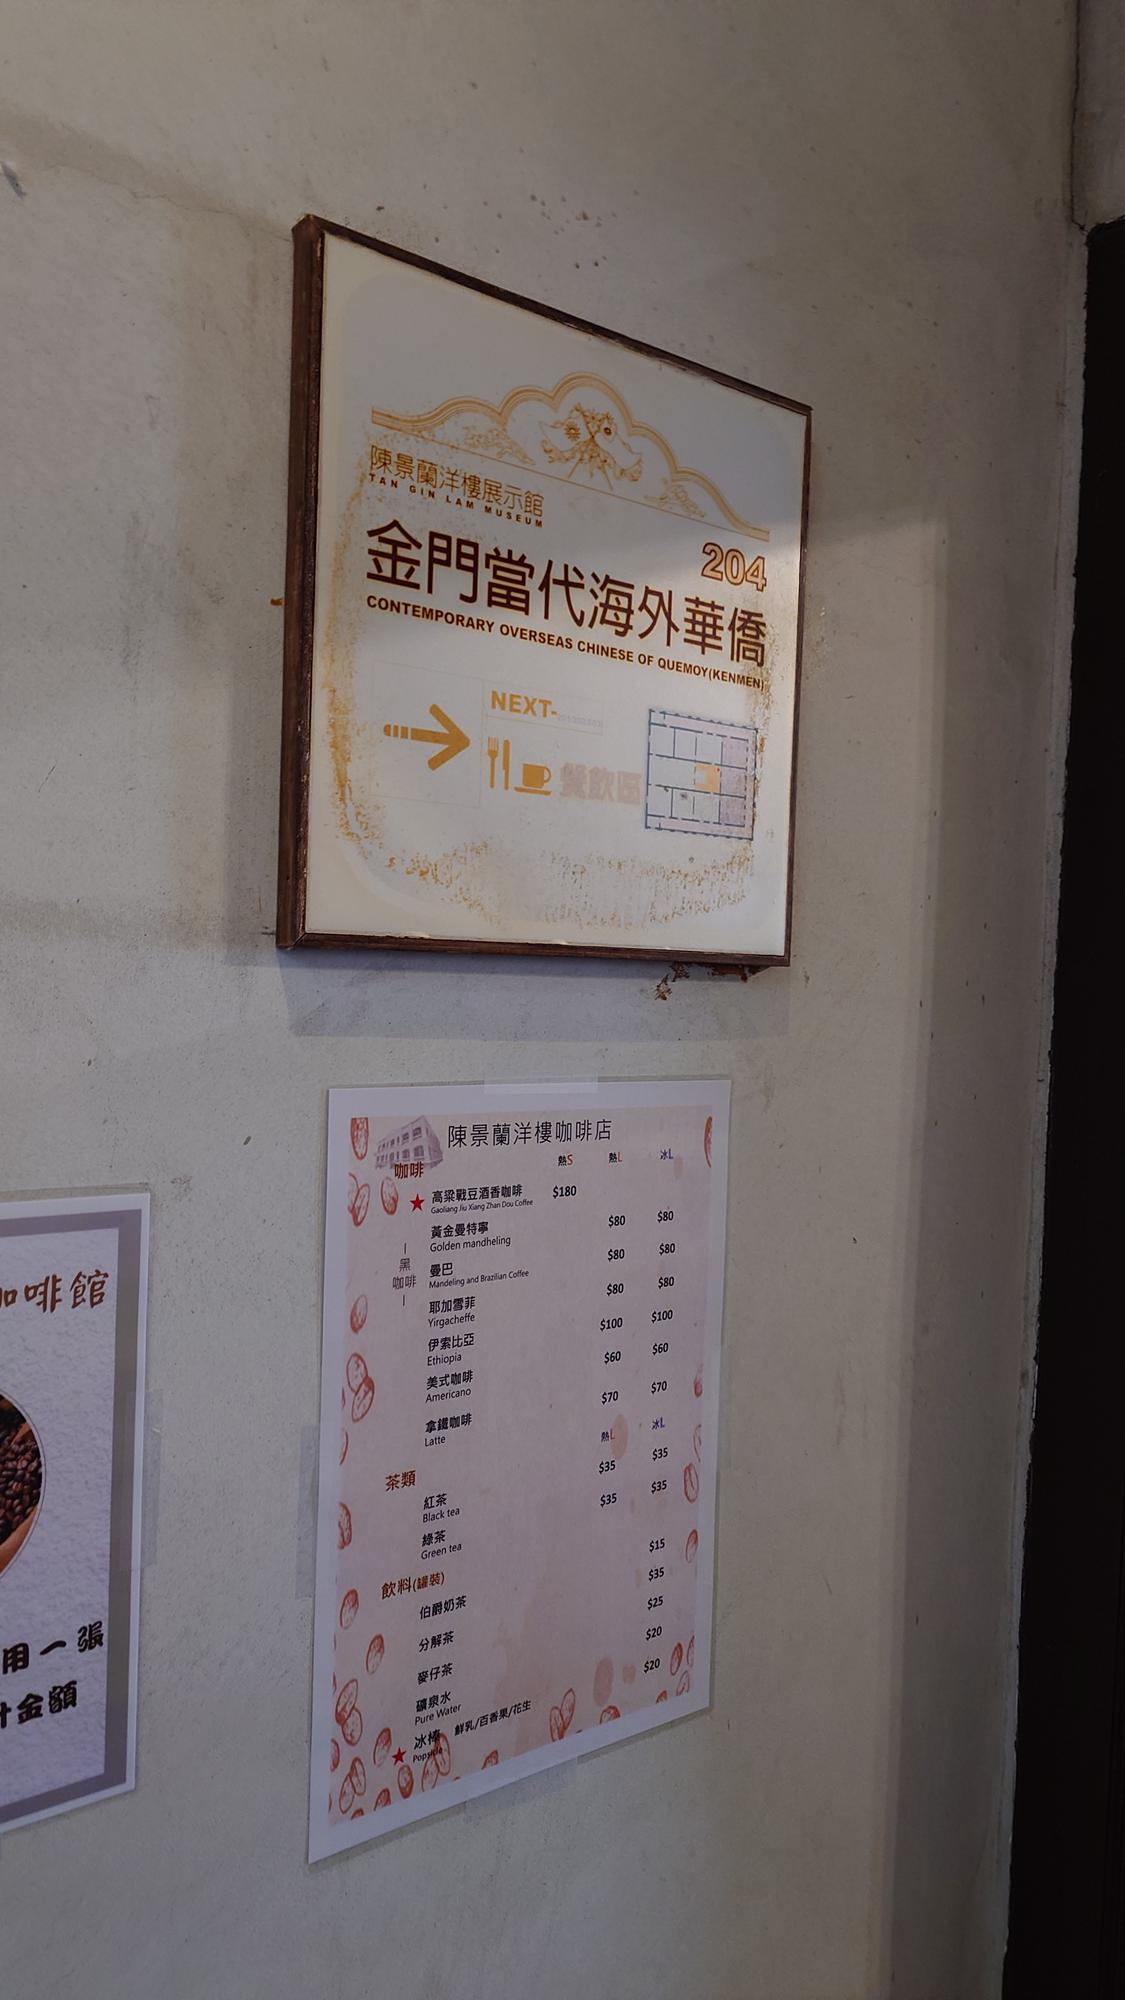 陳景蘭洋樓展示館
TAN GIN LAM MUSEUM
204
金門當代海外華僑
CONTEMPORARY OVERSEAS CHINESE OF QUEMOY(KENMEN)
NEXT-
餐飲區
陳景蘭洋樓咖啡店
咖啡 熱S 熱L 冰L
高粱戰豆酒香咖啡 $180
Gaoliang Jiu Xiang Zhan Dou Coffee
黃金曼特寧 $80 $80
Golden mandheling
曼巴 $80 $80
Mandeling and Brazilian Coffee
耶加雪菲 $80 $80
Yirgacheffe
伊索比亞 $100 $100
Ethiopia
美式咖啡 $60 $60
Americano
拿鐵咖啡 $70 $70
Latte
|黑咖啡|
茶類 熱L 冰L
紅茶 $35 $35
Black tea
綠茶 $35 $35
Green tea
飲料(罐裝)
伯爵奶茶 $15
分解茶 $35
麥仔茶 $25
礦泉水 $20
Pure Water
冰棒 鮮乳/百香果/花生 $20
Popsicle
咖啡館
用一張
計金額